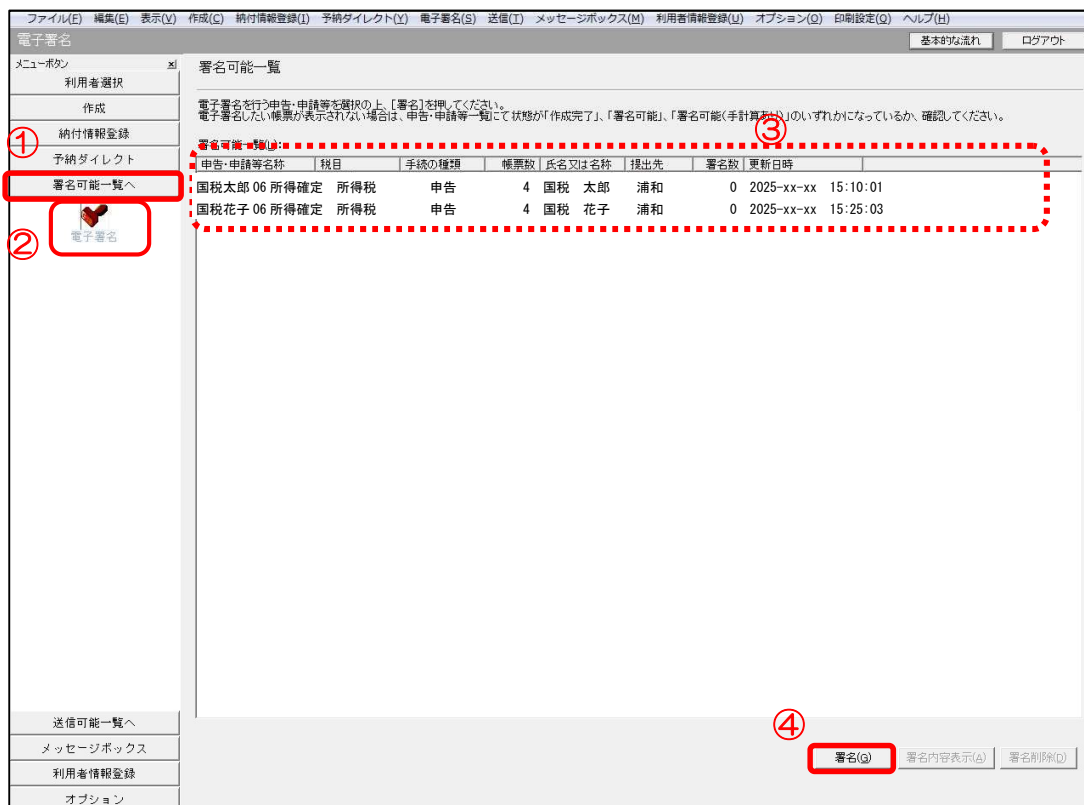 ファイル(F) 編集(E) 表示(V) 作成(C) 納付情報登録(I) 予納ダイレクト(Y) 電子署名(S) 送信(T) メッセージボックス(M) 利用者情報登録(U) オプション(O) 印刷設定(Q) ヘルプ(H)
電子署名 基本的な流れ ログアウト
メニューボタン x
利用者選択
作成
① 納付情報登録
予納ダイレクト
署名可能一覧へ
② 電子署名
送信可能一覧へ
メッセージボックス
利用者情報登録
オプション
署名可能一覧
電子署名を行う申告・申請等を選択の上、[署名]を押してください。
電子署名したい帳票が表示されない場合は、申告・申請等一覧にて状態が「作成完了」、「署名可能」、「署名可能(手計算あり)」のいずれかになっているか、確認してください。
③
署名可能一覧(U):
申告・申請等名称 税目 手続の種類 帳票数 氏名又は名称 提出先 署名数 更新日時
国税太郎 06 所得確定 所得税 申告 4 国税 太郎 浦和 0 2025-xx-xx 15:10:01
国税花子 06 所得確定 所得税 申告 4 国税 花子 浦和 0 2025-xx-xx 15:25:03
④
署名(G) 署名内容表示(A) 署名削除(D)